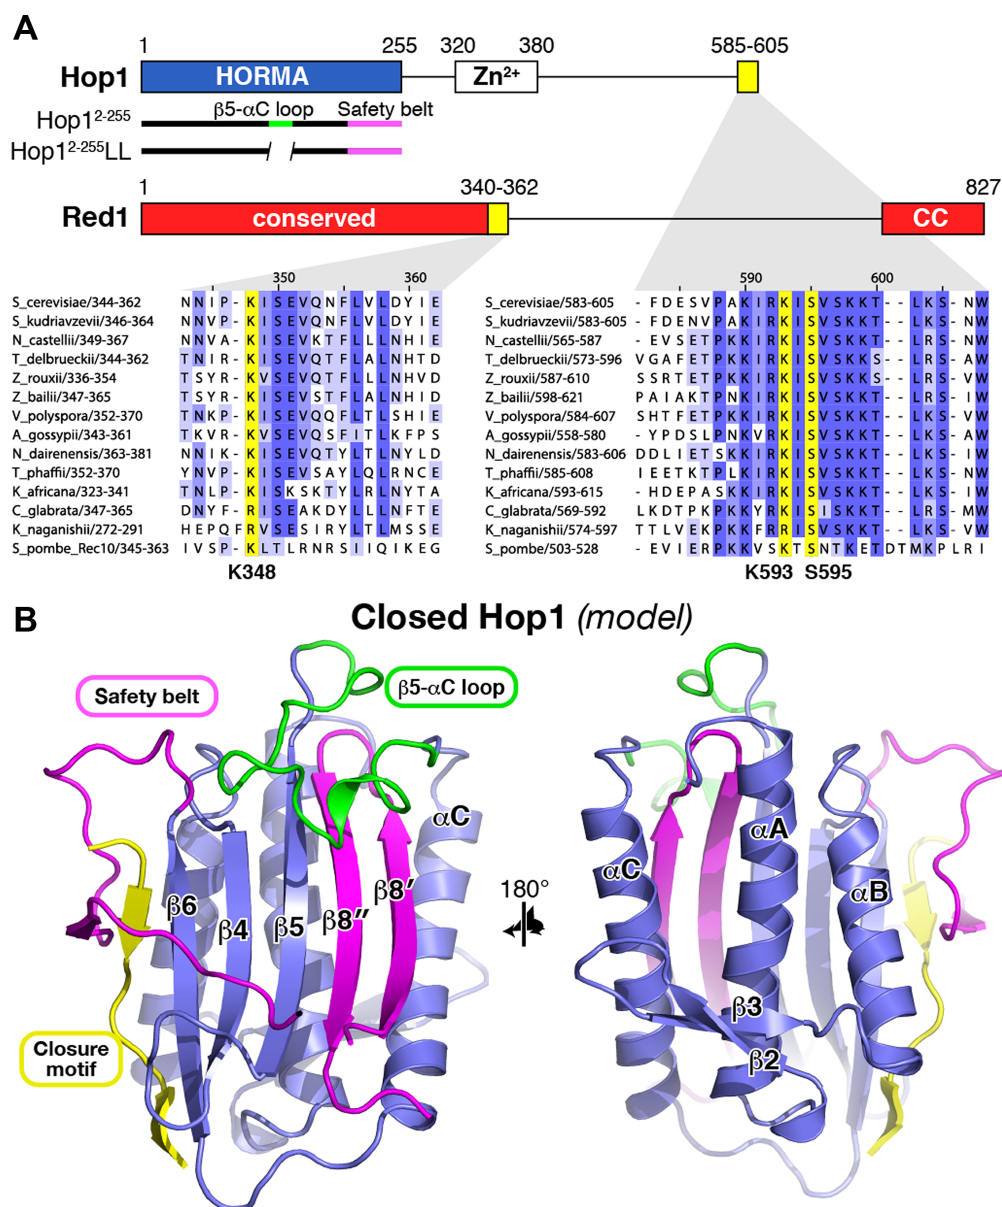 A
1 255 320 380 585-605
Hop1 HORMA Zn²⁺
β5-αC loop Safety belt
Hop1²⁻²⁵⁵
Hop1²⁻²⁵⁵LL
1 340-362 827
Red1 conserved CC
350 360 590 600
S_cerevisiae/344-362 N N I P - K I S E V Q N F L V L D Y I E
S_kudriavzevii/346-364 N N V P - K I S E V Q N F L V L D Y I E
N_castellii/349-367 N N V A - K I S E V K T F L L L N H I E
T_delbrueckii/344-362 T N I R - K I S E V Q T F L A L N H T D
Z_rouxii/336-354 T S Y R - K V S E V Q T F L L L N H V D
Z_bailii/347-365 T S Y R - K I S E V S T F L A L N H I D
V_polyspora/352-370 T N K P - K I S E V Q Q F L T L S H I E
A_gossypii/343-361 T K V R - K V S E V Q S F I T L K F P S
N_dairenensis/363-381 N N I K - K I S E V Q T Y L T L N Y L D
T_phaffii/352-370 Y N V P - K I S E V S A Y L Q L R N C E
K_africana/323-341 T N L P - K I S K S K T Y L R L N Y T A
C_glabrata/347-365 D N Y F - R I S E A K D Y L L L N F T E
K_naganishii/272-291 H E P Q F R V S E S I R Y L T L M S S E
S_pombe_Rec10/345-363 I V S P - K L T L R N R S I I Q I K E G
K348
S_cerevisiae/583-605 - F D E S V P A K I R K I S V S K K T - - L K S - N W
S_kudriavzevii/583-605 - F D E N V P A K I R K I S V S K K T - - L K S - N W
N_castellii/565-587 - E V S E T P K K I R K I S V S K K T - - L K S - N W
T_delbrueckii/573-596 V G A F E T P K K I R K I S V S K K S - - L R S - V W
Z_rouxii/587-610 S S R T E T P K K I R K I S V S K K S - - L R S - V W
Z_bailii/598-621 P A I A K T P N K I R K I S V S K K T - - L K S - V W
V_polyspora/584-607 S H T F E T P K K I R K I S V S K K T - - L K S - V W
A_gossypii/558-580 - Y P D S L P N K V R K I S V S K K T - - L K S - A W
N_dairenensis/583-606 D D L I E T S K K I R K I S V S K K T - - L K S - I W
T_phaffii/585-608 I E E T K T P L K I R K I S V S K K T - - L R S - N W
K_africana/593-615 - H D E P A S K K I R K I S V S K K T - - L K S - I W
C_glabrata/569-592 L K D T P K P K K I R K I S I S K K T - - L R S - M W
K_naganishii/574-597 T T L V E K P K K Y R K I S V S K K T - - L K S - V W
S_pombe/503-528 - E V I E R P K K V S K T S N T K E T D T M K P L R I
K593 S595
B
Closed Hop1 (model)
Safety belt
β5-αC loop
αC
β6
β4
β5
β8″
β8′
Closure
motif
180°
αC
αA
αB
β3
β2